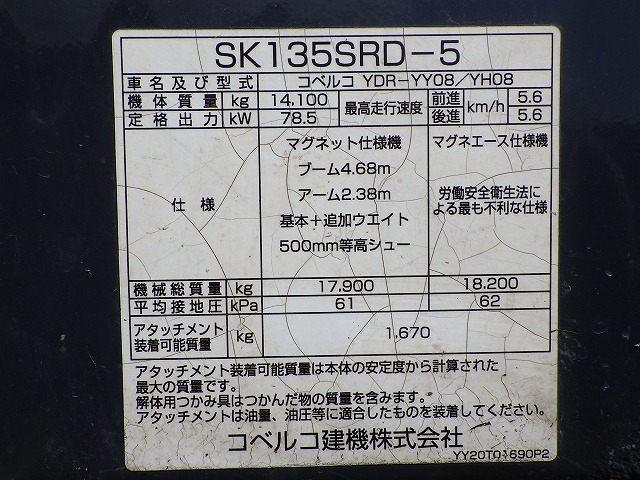 SK135SRD-5
車名及び型式 コベルコ YDR-YY08/YH08
機体質量 kg 14,100 最高走行速度 前進 km/h 5.6
定格出力 kW 78.5 後進 5.6
仕様
マグネット仕様機
ブーム4.68m
アーム2.38m
基本+追加ウエイト
500mm等高シュー
マグネエース仕様機
労働安全衛生法に
よる最も不利な仕様
機械総質量 kg 17,900 18,200
平均接地圧 kPa 61 62
アタッチメント
装着可能質量 kg 1,670
アタッチメント装着可能質量は本体の安定度から計算された
最大の質量です。
解体用つかみ具はつかんだ物の質量を含みます。
アタッチメントは油量、油圧等に適合したものを装着してください。
コベルコ建機株式会社
YY20T01690P2